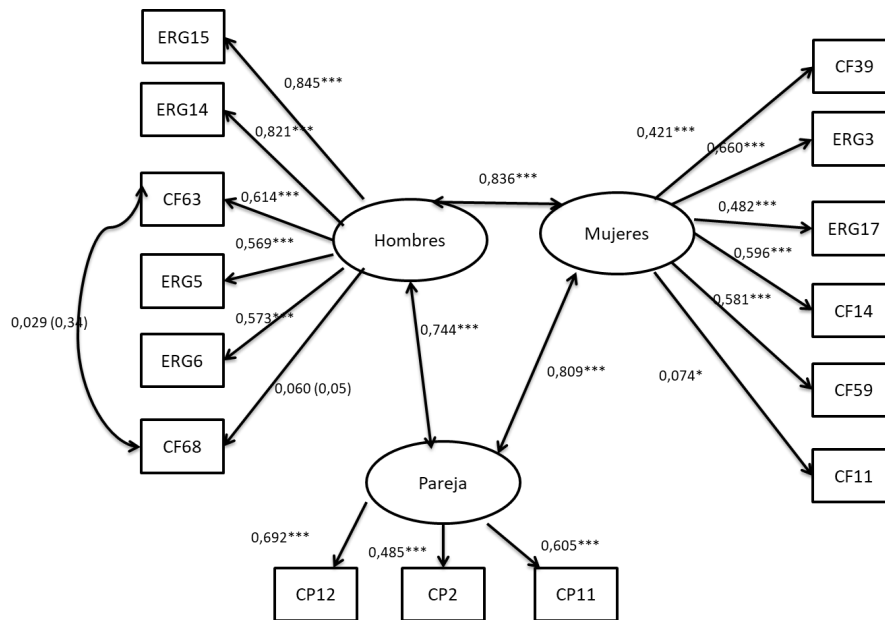 ERG15
CF39
0,845***
ERG14
0,821***
0,421***
ERG3
0,660***
CF63
0,614***
0,836***
0,482***
ERG17
Hombres
Mujeres
0,569***
0,596***
ERG5
CF14
0,581***
0,029 (0,34)
0,573***
0,744***
ERG6
0,809***
0,074*
0,060 (0,05)
CF59
CF68
Pareja
CF11
0,692***
0,485***
0,605***
CP12
CP2
CP11